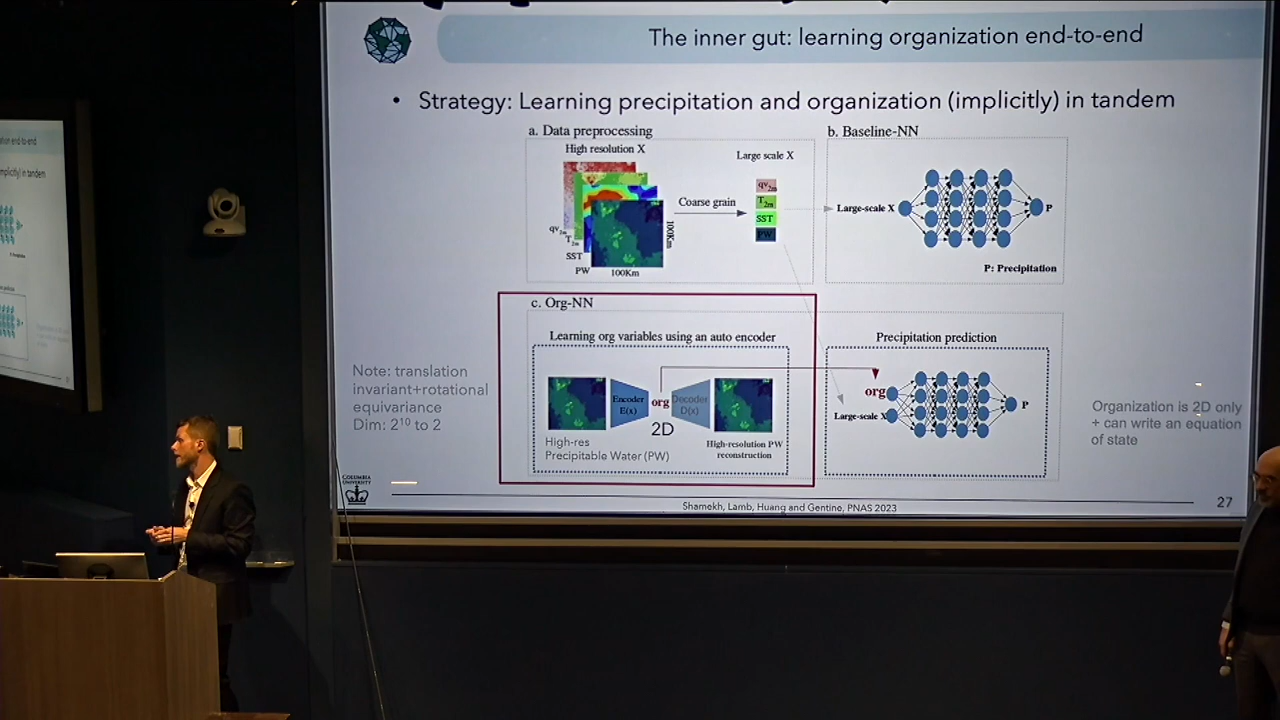 The inner gut: learning organization end-to-end
• Strategy: Learning precipitation and organization (implicitly) in tandem
a. Data preprocessing
High resolution X
Large scale X
qv2m
T2m
SST
PW
100Km
100Km
Coarse grain
qv2m
T2m
SST
PW
b. Baseline-NN
Large-scale X
P
P: Precipitation
c. Org-NN
Learning org variables using an auto encoder
Encoder
E(x)
org
2D
Decoder
D(x)
High-res
Precipitable Water (PW)
High-resolution PW
reconstruction
Precipitation prediction
org
Large-scale X
P
Note: translation
invariant+rotational
equivariance
Dim: 2^10 to 2
Organization is 2D only
+ can write an equation
of state
COLUMBIA
UNIVERSITY
Shamekh, Lamb, Huang and Gentine, PNAS 2023
27